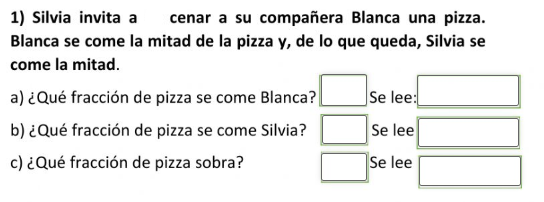 1) Silvia invita a cenar a su compañera Blanca una pizza.
Blanca se come la mitad de la pizza y, de lo que queda, Silvia se
come la mitad.
a) ¿Qué fracción de pizza se come Blanca? Se lee:
b) ¿Qué fracción de pizza se come Silvia? Se lee
c) ¿Qué fracción de pizza sobra? Se lee